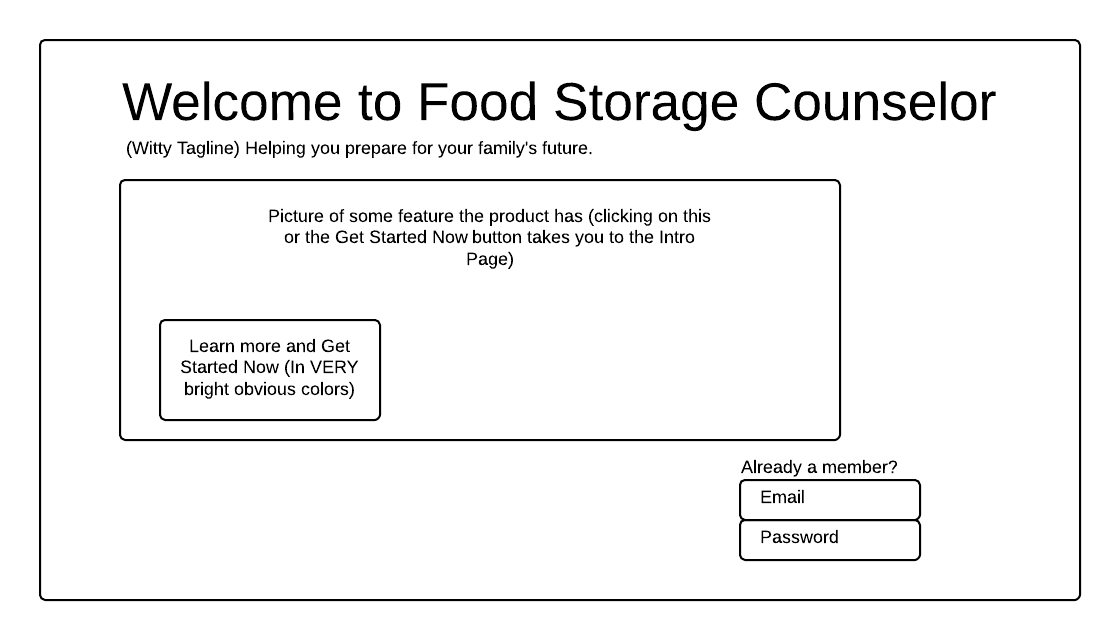 Welcome to Food Storage Counselor
(Witty Tagline) Helping you prepare for your family's future.
Picture of some feature the product has (clicking on this
or the Get Started Now button takes you to the Intro
Page)
Learn more and Get
Started Now (In VERY
bright obvious colors)
Already a member?
Email
Password